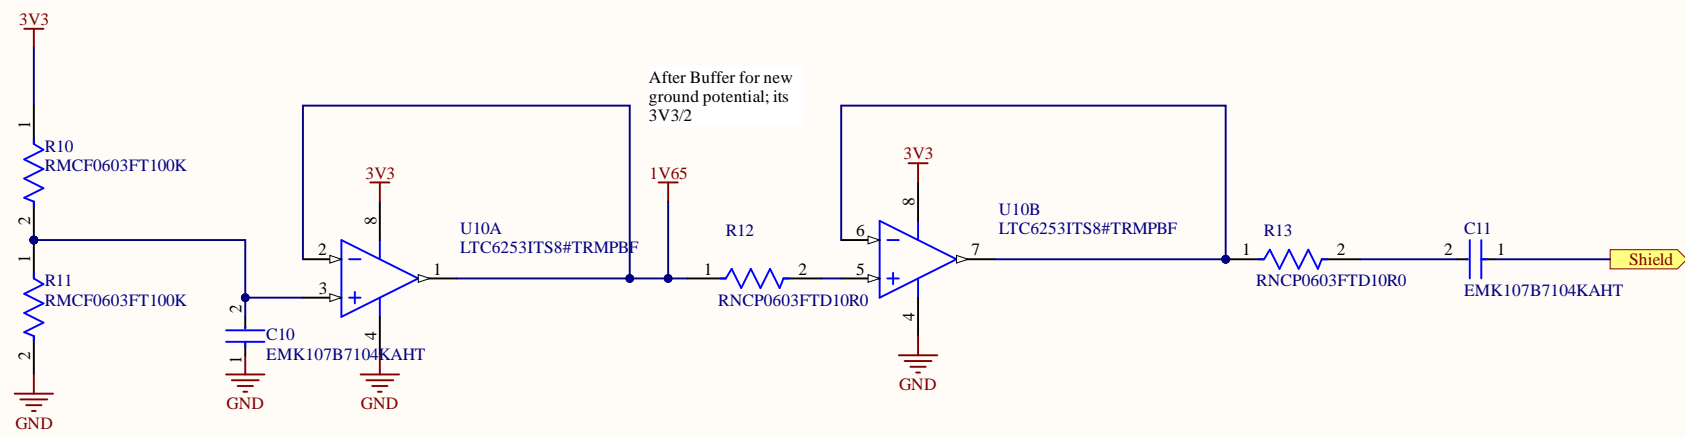 3V3
1
R10
RMCF0603FT100K
2
1
R11
RMCF0603FT100K
2
GND
2
C10
EMK107B7104KAHT
1
GND
3V3
8
U10A
LTC6253ITS8#TRMPBF
2
3
1
4
GND
After Buffer for new
ground potential; its
3V3/2
1V65
R12
1
2
RNCP0603FTD10R0
3V3
8
U10B
LTC6253ITS8#TRMPBF
6
5
7
4
GND
R13
1
2
RNCP0603FTD10R0
C11
2
1
EMK107B7104KAHT
Shield